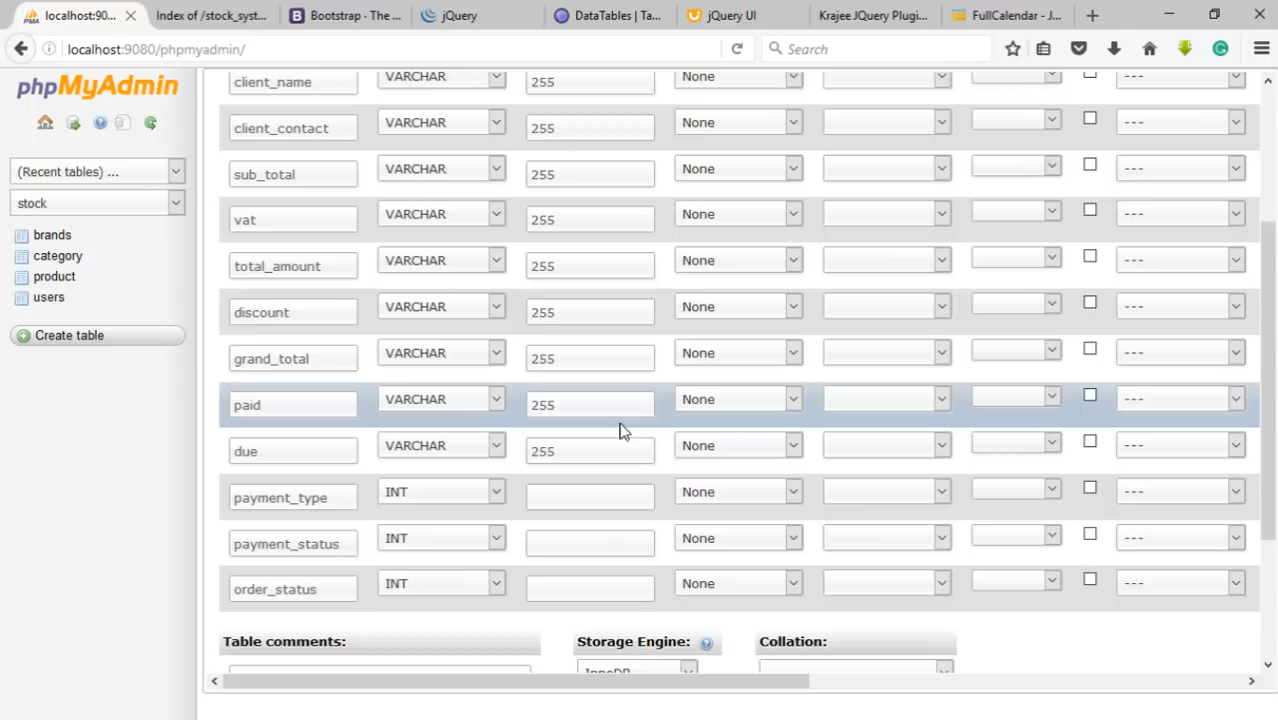 localhost:90...
Index of /stock_syst...
Bootstrap · The ...
jQuery
DataTables | Ta...
jQuery UI
Krajee JQuery Plugin...
FullCalendar - J...
localhost:9080/phpmyadmin/
Search
phpMyAdmin
(Recent tables) ...
stock
brands
category
product
users
Create table
client_name VARCHAR 255 None ---
client_contact VARCHAR 255 None ---
sub_total VARCHAR 255 None ---
vat VARCHAR 255 None ---
total_amount VARCHAR 255 None ---
discount VARCHAR 255 None ---
grand_total VARCHAR 255 None ---
paid VARCHAR 255 None ---
due VARCHAR 255 None ---
payment_type INT None ---
payment_status INT None ---
order_status INT None ---
Table comments: Storage Engine: Collation:
InnoDB